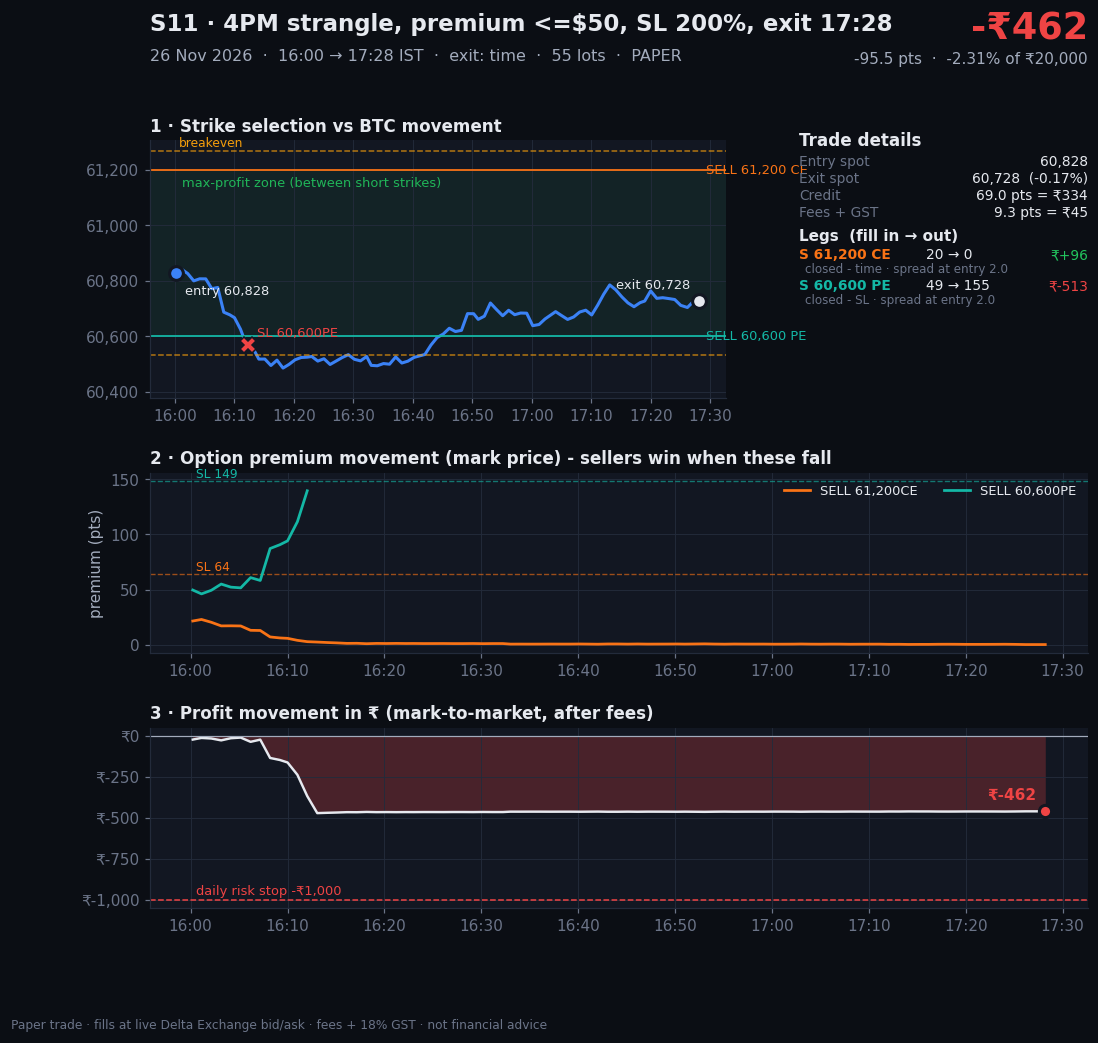 S11 · 4PM strangle, premium <=$50, SL 200%, exit 17:28
-₹462
26 Nov 2026 · 16:00 → 17:28 IST · exit: time · 55 lots · PAPER
-95.5 pts · -2.31% of ₹20,000
1 · Strike selection vs BTC movement
breakeven
SELL 61,200 CE
max-profit zone (between short strikes)
entry 60,828
exit 60,728
SL 60,600PE
SELL 60,600 PE
61,200
61,000
60,800
60,600
60,400
16:00 16:10 16:20 16:30 16:40 16:50 17:00 17:10 17:20 17:30
Trade details
Entry spot 60,828
Exit spot 60,728 (-0.17%)
Credit 69.0 pts = ₹334
Fees + GST 9.3 pts = ₹45
Legs (fill in → out)
S 61,200 CE 20 → 0 ₹+96
closed - time · spread at entry 2.0
S 60,600 PE 49 → 155 ₹-513
closed - SL · spread at entry 2.0
2 · Option premium movement (mark price) - sellers win when these fall
SL 149
SELL 61,200CE SELL 60,600PE
SL 64
premium (pts)
150
100
50
0
16:00 16:10 16:20 16:30 16:40 16:50 17:00 17:10 17:20 17:30
3 · Profit movement in ₹ (mark-to-market, after fees)
₹0
₹-250
₹-500
₹-750
₹-1,000
₹-462
daily risk stop -₹1,000
16:00 16:10 16:20 16:30 16:40 16:50 17:00 17:10 17:20 17:30
Paper trade · fills at live Delta Exchange bid/ask · fees + 18% GST · not financial advice